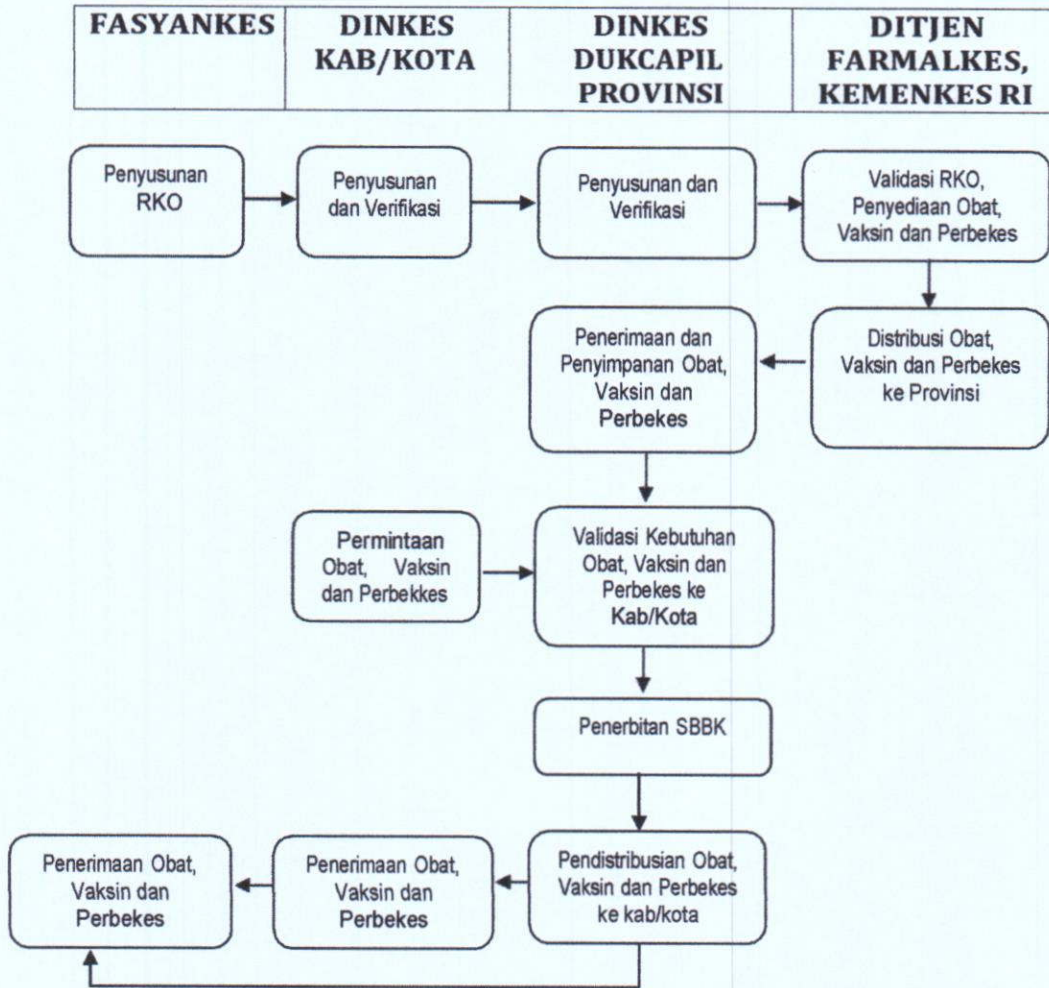 FASYANKES
DINKES
KAB/KOTA
DINKES
DUKCAPIL
PROVINSI
DITJEN
FARMALKES,
KEMENKES RI
Penyusunan
RKO
Penyusunan
dan Verifikasi
Penyusunan dan
Verifikasi
Validasi RKO,
Penyediaan Obat,
Vaksin dan Perbekes
Penerimaan dan
Penyimpanan Obat,
Vaksin dan
Perbekes
Distribusi Obat,
Vaksin dan Perbekes
ke Provinsi
Permintaan
Obat, Vaksin
dan Perbekkes
Validasi Kebutuhan
Obat, Vaksin dan
Perbekes ke
Kab/Kota
Penerbitan SBBK
Penerimaan Obat,
Vaksin dan
Perbekes
Penerimaan Obat,
Vaksin dan
Perbekes
Pendistribusian Obat,
Vaksin dan Perbekes
ke kab/kota